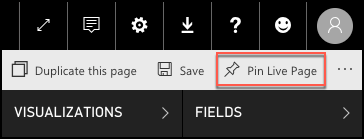 Duplicate this page Save Pin Live Page ...
VISUALIZATIONS > FIELDS >